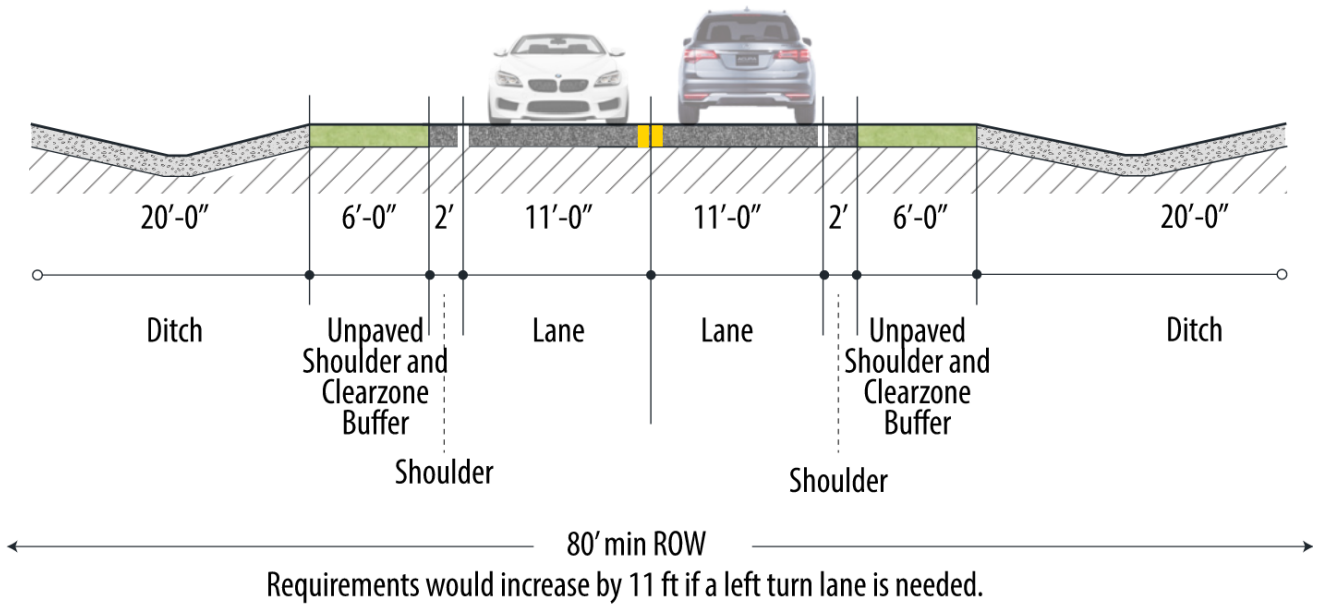 20′-0″
6′-0″
2′
11′-0″
11′-0″
2′
6′-0″
20′-0″
Ditch
Unpaved
Shoulder and
Clearzone
Buffer
Lane
Lane
Unpaved
Shoulder and
Clearzone
Buffer
Ditch
Shoulder
Shoulder
80′ min ROW
Requirements would increase by 11 ft if a left turn lane is needed.